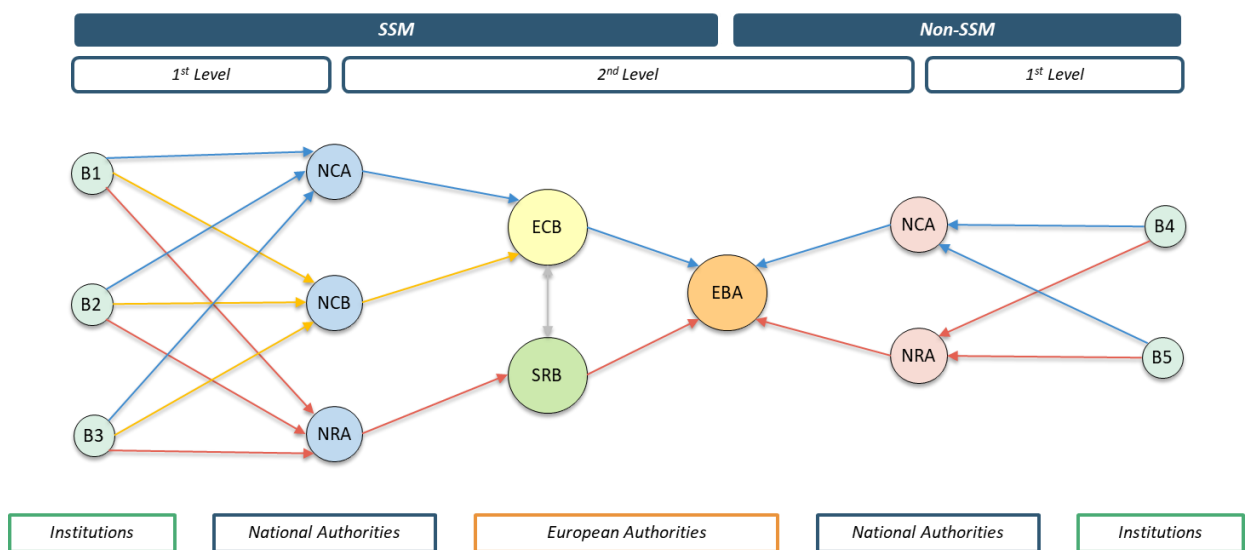 SSM
Non-SSM
1st Level
2nd Level
1st Level
B1
NCA
ECB
NCA
B4
EBA
B2
NCB
SRB
NRA
B5
B3
NRA
Institutions
National Authorities
European Authorities
National Authorities
Institutions